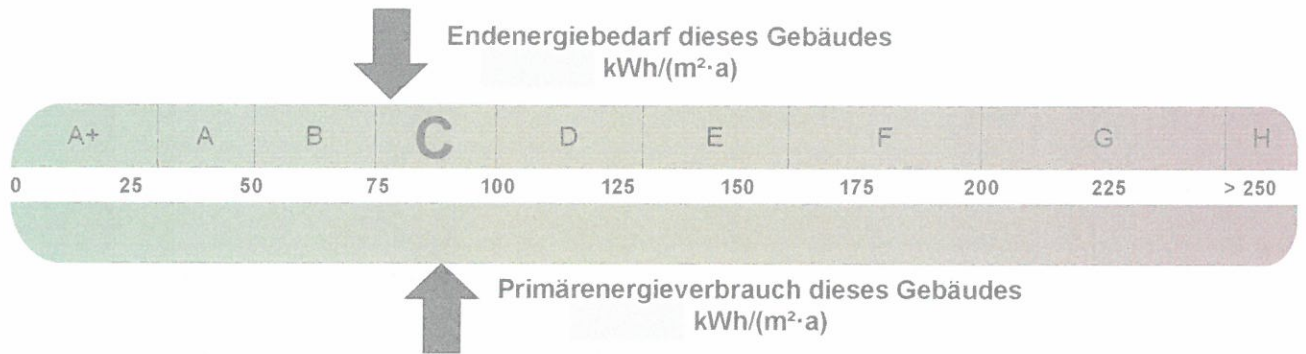 Endenergiebedarf dieses Gebäudes
kWh/(m²·a)
A+ A B C D E F G H
0 25 50 75 100 125 150 175 200 225 > 250
Primärenergieverbrauch dieses Gebäudes
kWh/(m²·a)